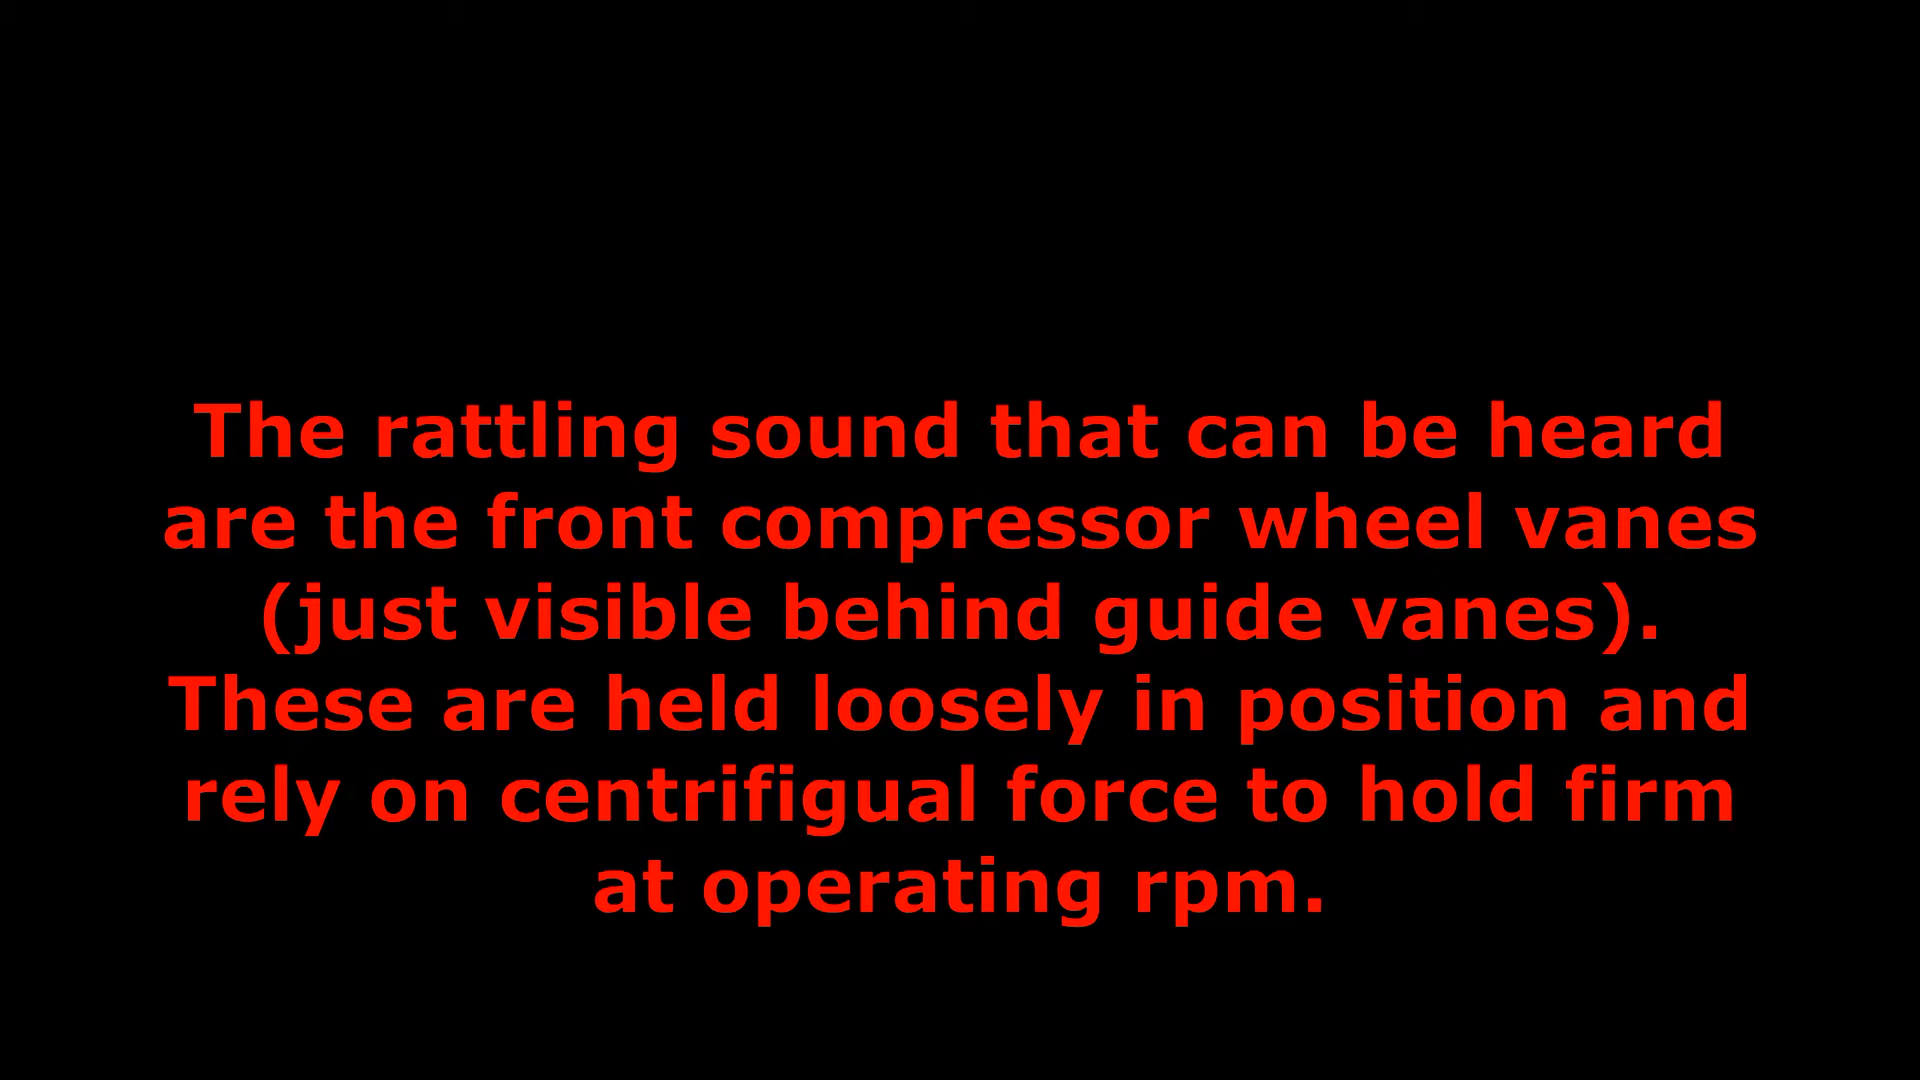 The rattling sound that can be heard
are the front compressor wheel vanes
(just visible behind guide vanes).
These are held loosely in position and
rely on centrifigual force to hold firm
at operating rpm.